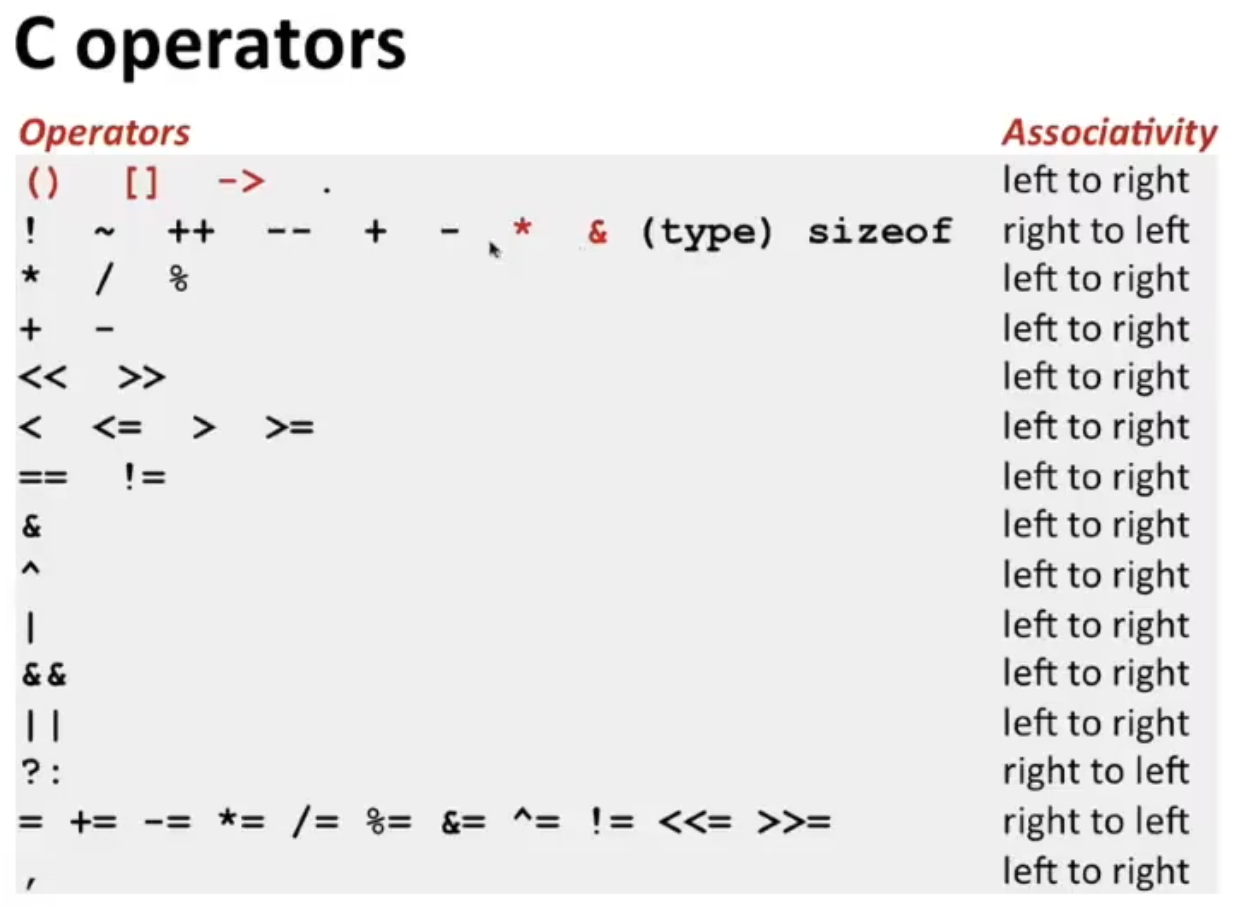 C operators
Operators Associativity
() [] -> . left to right
! ~ ++ -- + - * & (type) sizeof right to left
* / % left to right
+ - left to right
<< >> left to right
< <= > >= left to right
== != left to right
& left to right
^ left to right
| left to right
&& left to right
|| left to right
?: right to left
= += -= *= /= %= &= ^= != <<= >>= right to left
, left to right